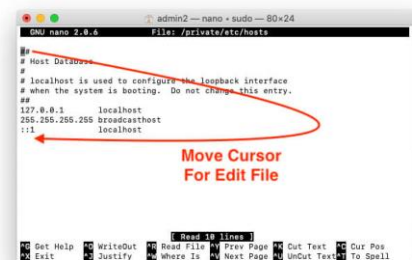 admin2 — nano • sudo — 80×24
GNU nano 2.0.6 File: /private/etc/hosts
##
# Host Database
#
# localhost is used to configure the loopback interface
# when the system is booting. Do not change this entry.
##
127.0.0.1 localhost
255.255.255.255 broadcasthost
::1 localhost
Move Cursor
For Edit File
[ Read 10 lines ]
^G Get Help ^O WriteOut ^R Read File ^Y Prev Page ^K Cut Text ^C Cur Pos
^X Exit ^J Justify ^W Where Is ^V Next Page ^U UnCut Text ^T To Spell